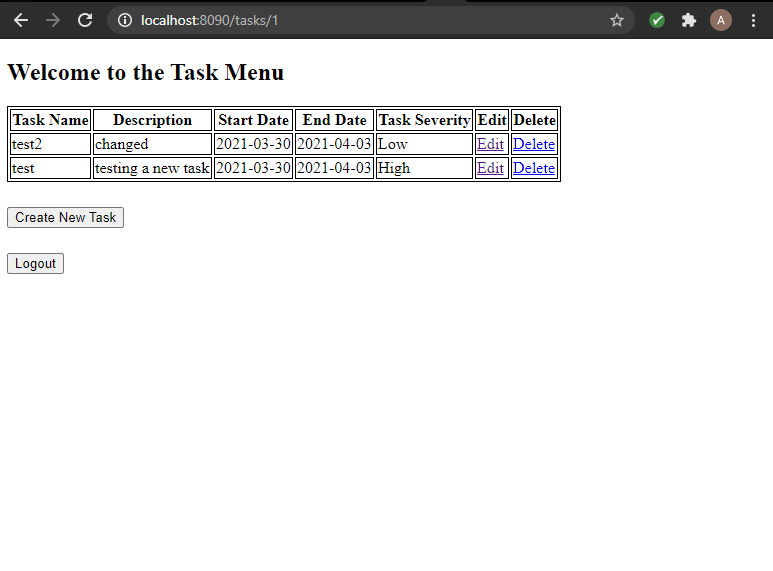 localhost:8090/tasks/1
A
Welcome to the Task Menu
Task Name Description Start Date End Date Task Severity Edit Delete
test2 changed 2021-03-30 2021-04-03 Low Edit Delete
test testing a new task 2021-03-30 2021-04-03 High Edit Delete
Create New Task
Logout